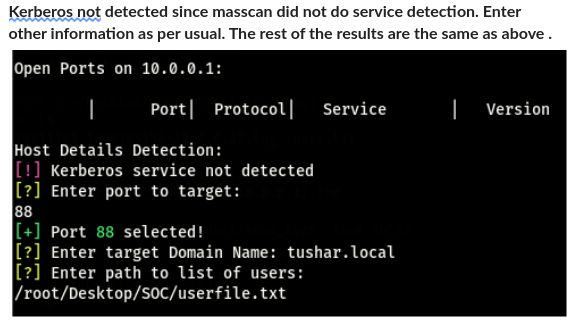 Kerberos not detected since masscan did not do service detection. Enter
other information as per usual. The rest of the results are the same as above .
Open Ports on 10.0.0.1:
| Port| Protocol| Service | Version
Host Details Detection:
[!] Kerberos service not detected
[?] Enter port to target:
88
[+] Port 88 selected!
[?] Enter target Domain Name: tushar.local
[?] Enter path to list of users:
/root/Desktop/SOC/userfile.txt